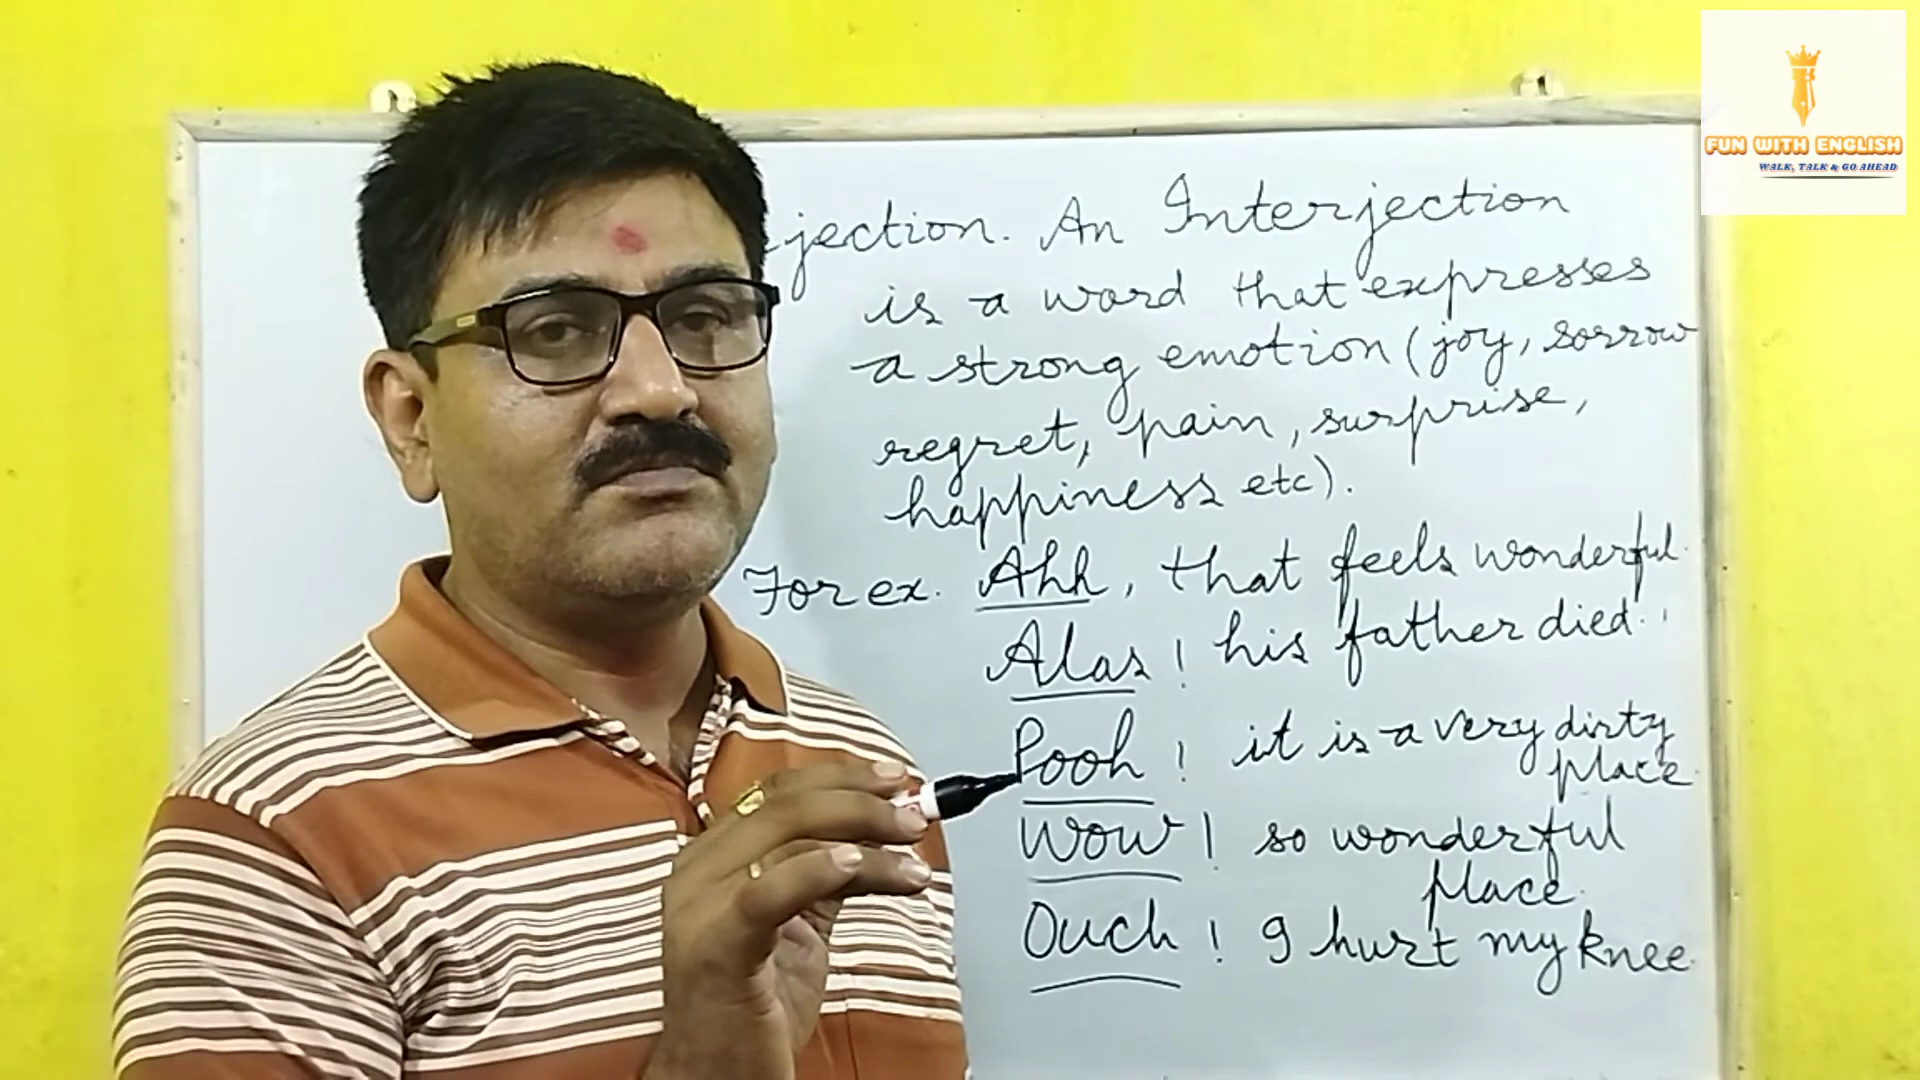 FUN WITH ENGLISH
WALK, TALK & GO AHEAD
jection. An Interjection
is a word that expresses
a strong emotion (joy, sorrow
regret, pain, surprise,
happiness etc).
For ex. Ahh, that feels wonderful.
Alas! his father died.
Pooh! it is a very dirty
place.
Wow! so wonderful
place.
Ouch! I hurt my knee.